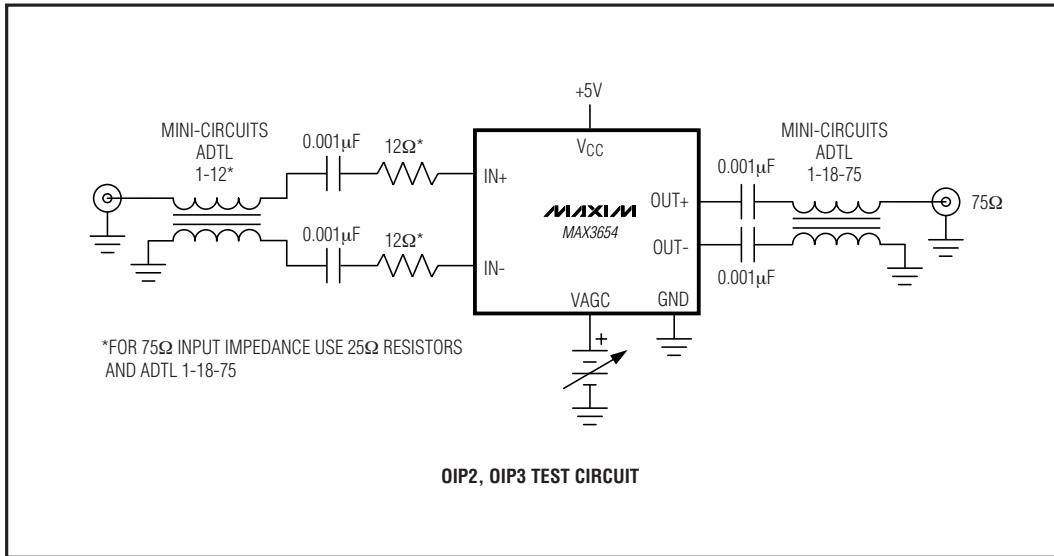 +5V
MINI-CIRCUITS
ADTL
1-12*
0.001μF
12Ω*
VCC
IN+
MAXIM
MAX3654
OUT+
0.001μF
MINI-CIRCUITS
ADTL
1-18-75
75Ω
0.001μF
12Ω*
IN-
OUT-
0.001μF
VAGC
GND
+
*FOR 75Ω INPUT IMPEDANCE USE 25Ω RESISTORS
AND ADTL 1-18-75
OIP2, OIP3 TEST CIRCUIT